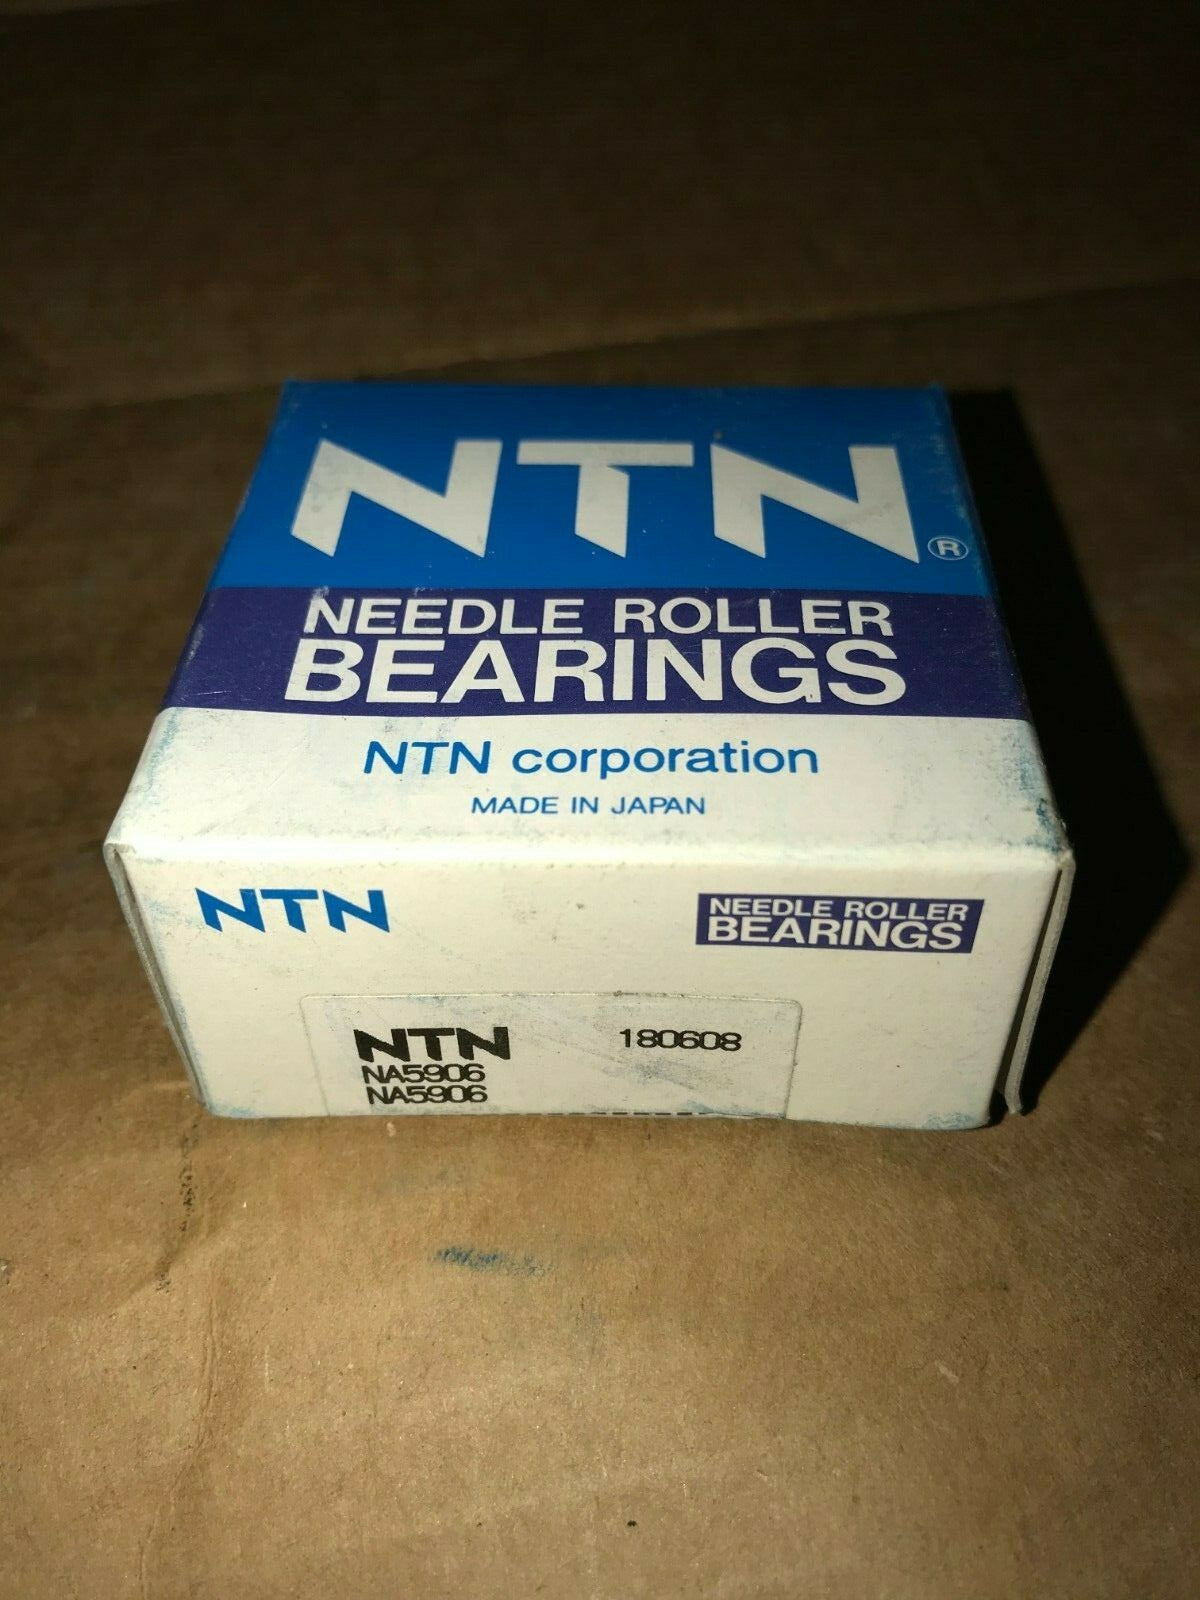 NTN®
NEEDLE ROLLER
BEARINGS
NTN corporation
MADE IN JAPAN
NTN
NEEDLE ROLLER
BEARINGS
NTN 180608
NA5906
NA5906